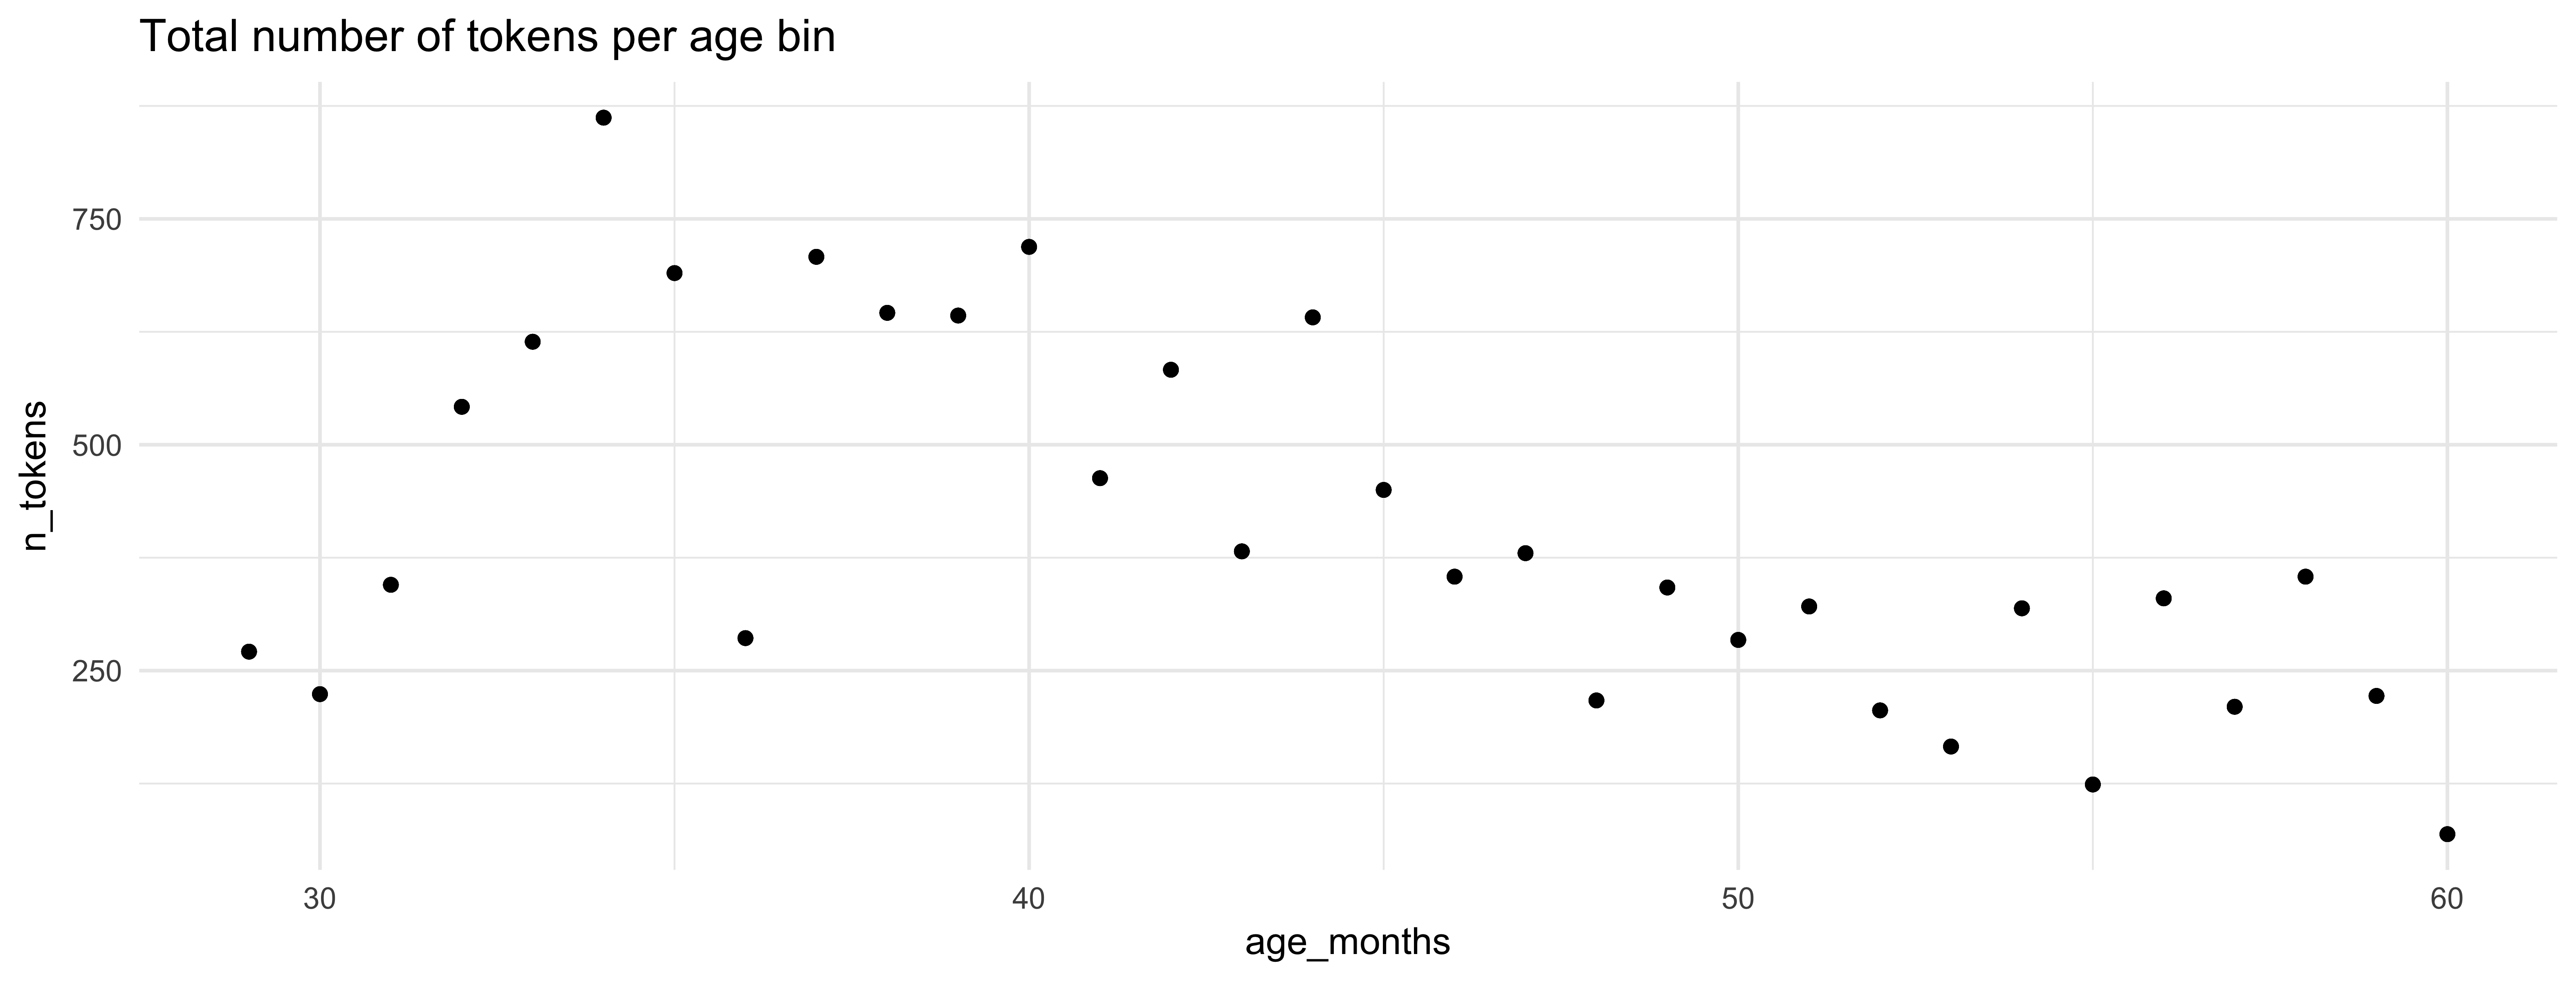 Total number of tokens per age bin
n_tokens
750
500
250
30 40 50 60
age_months